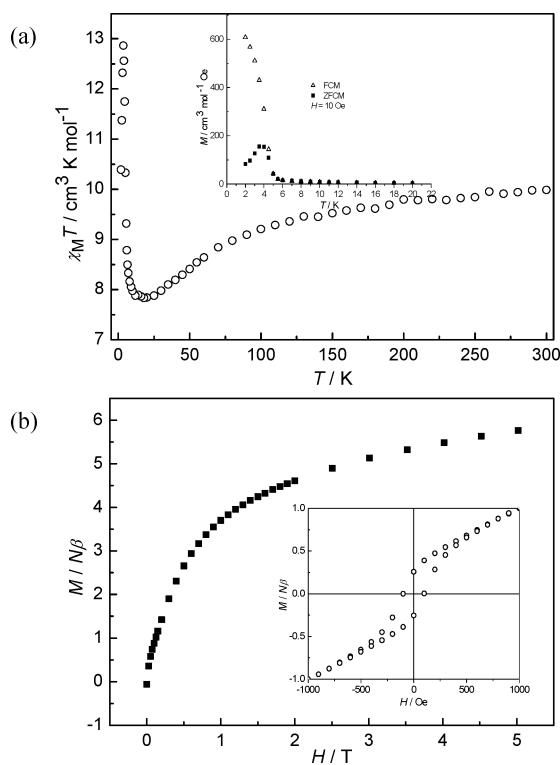 (a)
13
12
11
10
9
8
7
χMT / cm³ K mol⁻¹
0 50 100 150 200 250 300
T / K
600
400
200
0
M / cm³ mol⁻¹ Oe
FCM
ZFCM
H = 10 Oe
0 2 4 6 8 10 12 14 16 18 20 22
T / K
(b)
6
5
4
3
2
1
0
-1
M / Nβ
0 1 2 3 4 5
H / T
1.0
0.5
0.0
-0.5
-1.0
M / Nβ
-1000 -500 0 500 1000
H / Oe